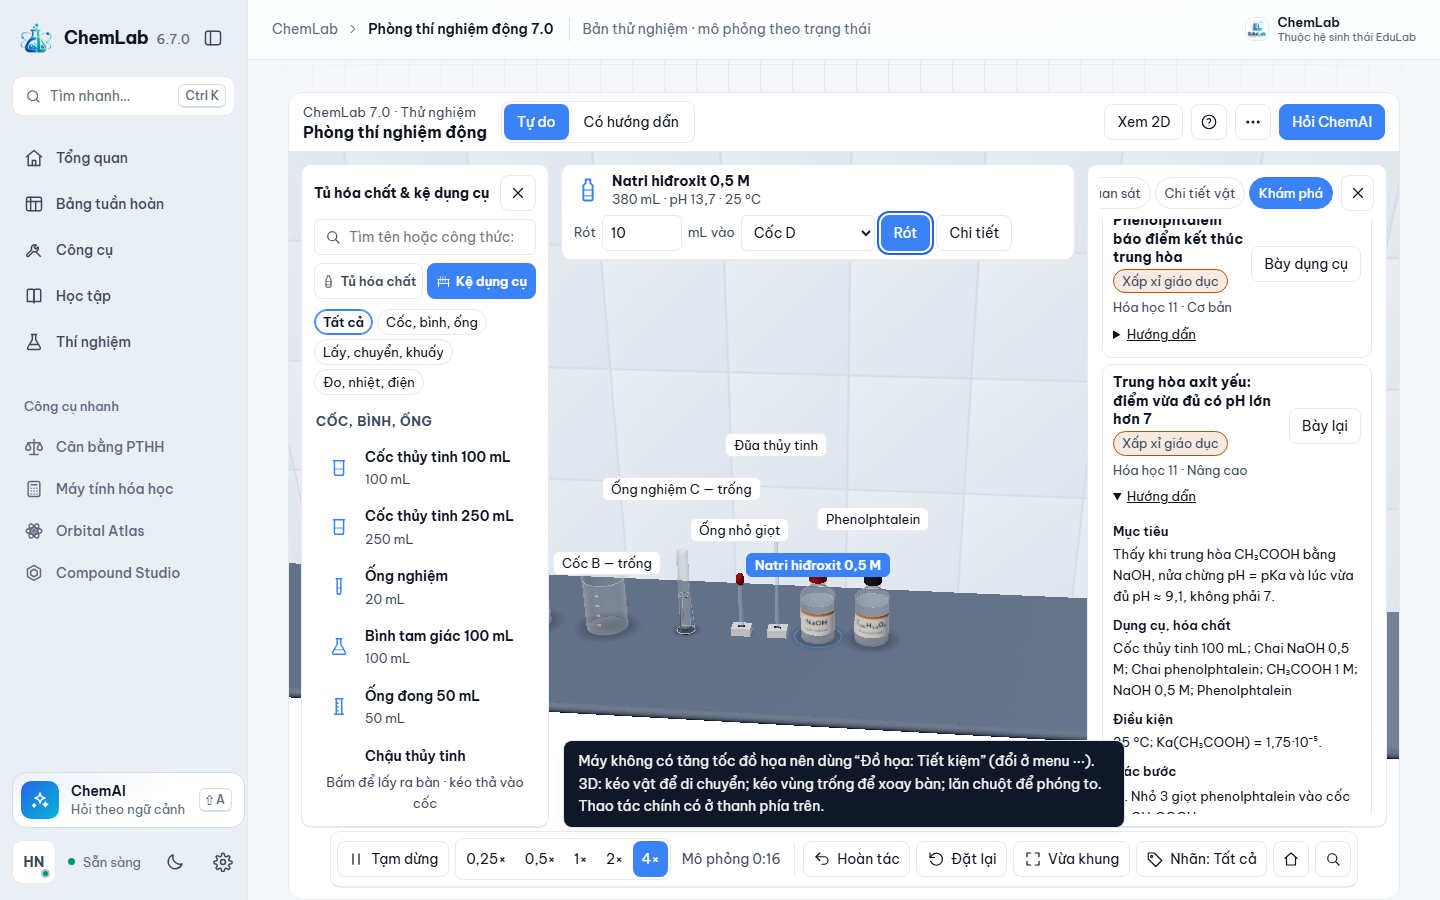 ChemLab 6.7.0
Tìm nhanh... Ctrl K
Tổng quan
Bảng tuần hoàn
Công cụ
Học tập
Thí nghiệm
Công cụ nhanh
Cân bằng PTHH
Máy tính hóa học
Orbital Atlas
Compound Studio
ChemAI
Hỏi theo ngữ cảnh
⇧ A
HN
Sẵn sàng
ChemLab > Phòng thí nghiệm động 7.0
Bản thử nghiệm · mô phỏng theo trạng thái
ChemLab
Thuộc hệ sinh thái EduLab
ChemLab 7.0 · Thử nghiệm
Phòng thí nghiệm động
Tự do
Có hướng dẫn
Xem 2D
Hỏi ChemAI
Tủ hóa chất & kệ dụng cụ
Tìm tên hoặc công thức:
Tủ hóa chất
Kệ dụng cụ
Tất cả
Cốc, bình, ống
Lấy, chuyển, khuấy
Đo, nhiệt, điện
CỐC, BÌNH, ỐNG
Cốc thủy tinh 100 mL
100 mL
Cốc thủy tinh 250 mL
250 mL
Ống nghiệm
20 mL
Bình tam giác 100 mL
100 mL
Ống đong 50 mL
50 mL
Chậu thủy tinh
Bấm để lấy ra bàn · kéo thả vào
cốc
Natri hiđroxit 0,5 M
380 mL · pH 13,7 · 25 °C
Rót 10 mL vào Cốc D Rót Chi tiết
Đũa thủy tinh
Ống nghiệm C — trống
Phenolphtalein
Ống nhỏ giọt
Cốc B — trống
Natri hiđroxit 0,5 M
NaOH
Máy không có tăng tốc đồ họa nên dùng “Đồ họa: Tiết kiệm” (đổi ở menu ···).
3D: kéo vật để di chuyển; kéo vùng trống để xoay bàn; lăn chuột để phóng to.
Thao tác chính có ở thanh phía trên.
uan sát
Chi tiết vật
Khám phá
Phenolphtalein
báo điểm kết thúc
trung hòa
Bày dụng cụ
Xấp xỉ giáo dục
Hóa học 11 · Cơ bản
Hướng dẫn
Trung hòa axit yếu:
điểm vừa đủ có pH lớn
hơn 7
Bày lại
Xấp xỉ giáo dục
Hóa học 11 · Nâng cao
Hướng dẫn
Mục tiêu
Thấy khi trung hòa CH₃COOH bằng
NaOH, nửa chừng pH = pKa và lúc vừa
đủ pH ≈ 9,1, không phải 7.
Dụng cụ, hóa chất
Cốc thủy tinh 100 mL; Chai NaOH 0,5
M; Chai phenolphtalein; CH₃COOH 1 M;
NaOH 0,5 M; Phenolphtalein
Điều kiện
25 °C; Ka(CH₃COOH) = 1,75·10⁻⁵.
ác bước
. Nhỏ 3 giọt phenolphtalein vào cốc
Tạm dừng
0,25× 0,5× 1× 2× 4×
Mô phỏng 0:16
Hoàn tác
Đặt lại
Vừa khung
Nhãn: Tất cả